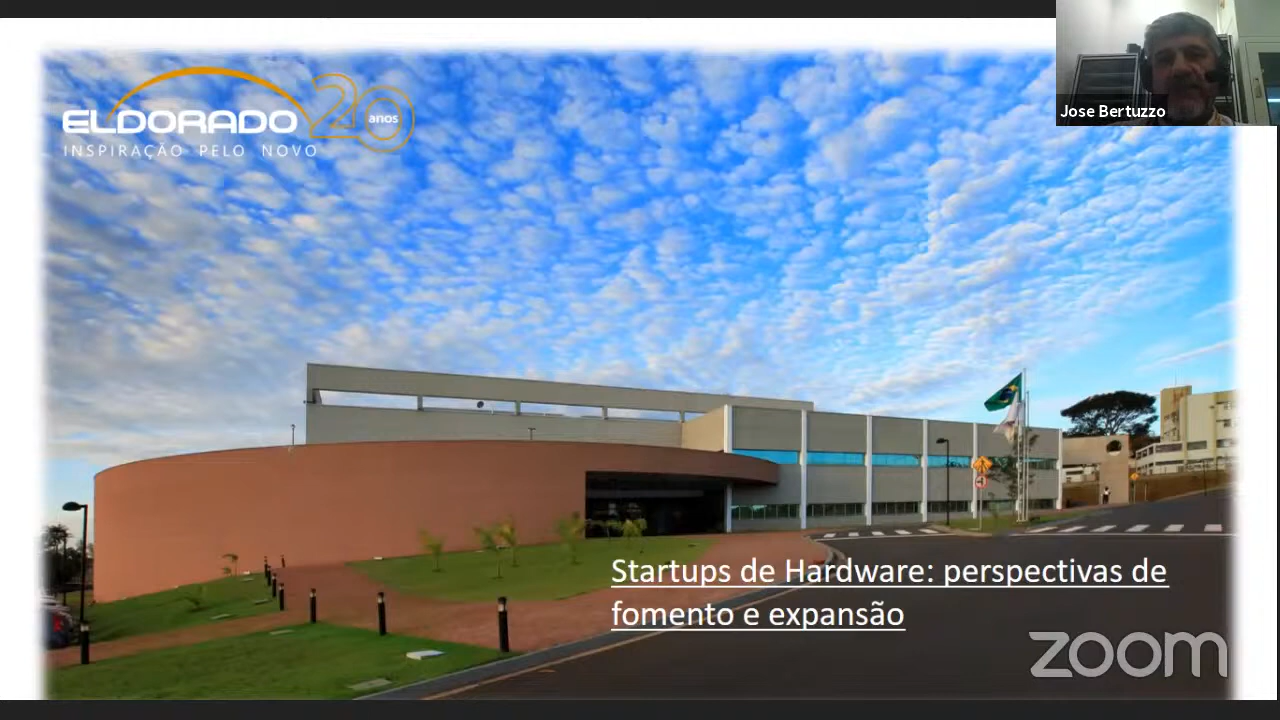 ELDORADO
20 anos
INSPIRAÇÃO PELO NOVO
Jose Bertuzzo
Startups de Hardware: perspectivas de
fomento e expansão
zoom